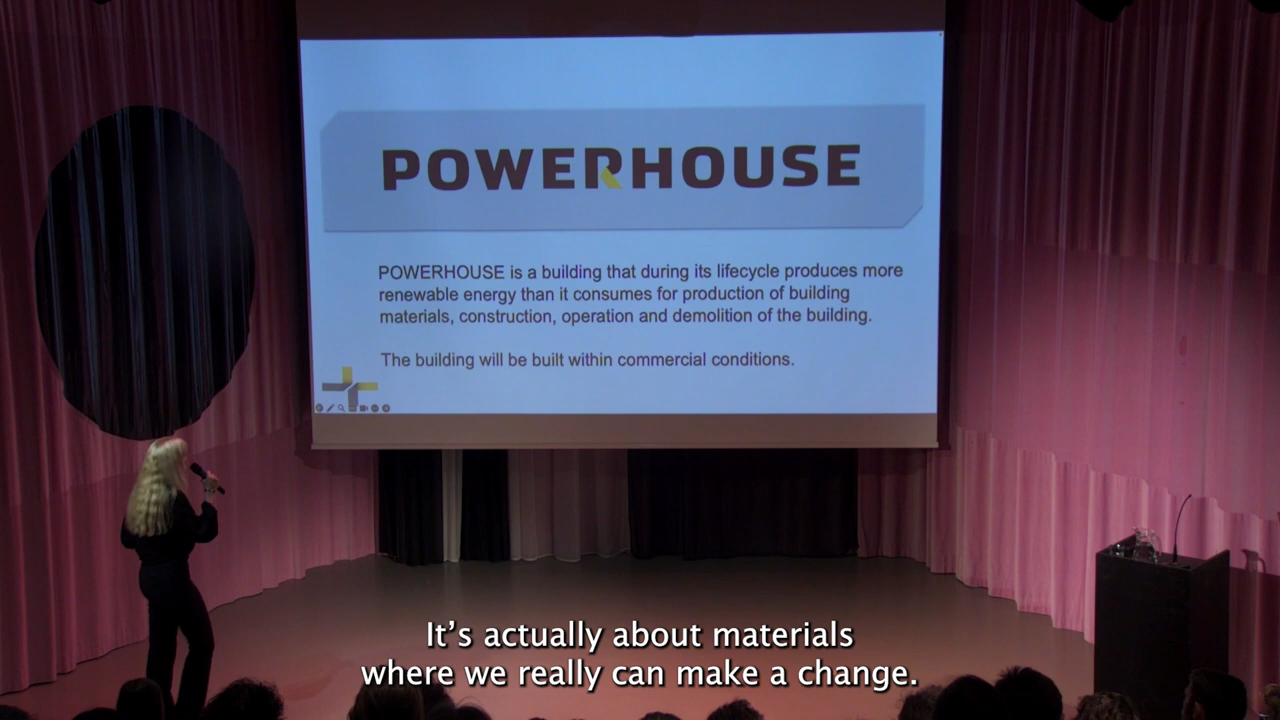 POWERHOUSE
POWERHOUSE is a building that during its lifecycle produces more
renewable energy than it consumes for production of building
materials, construction, operation and demolition of the building.
The building will be built within commercial conditions.
It's actually about materials
where we really can make a change.